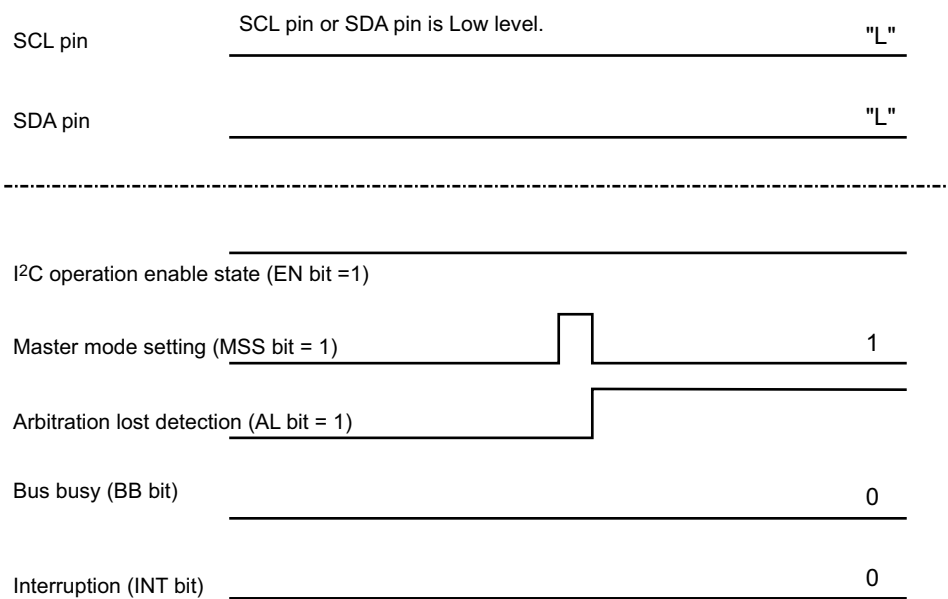 SCL pin or SDA pin is Low level.
SCL pin "L"
SDA pin "L"
I2C operation enable state (EN bit =1)
Master mode setting (MSS bit = 1) 1
Arbitration lost detection (AL bit = 1)
Bus busy (BB bit) 0
Interruption (INT bit) 0